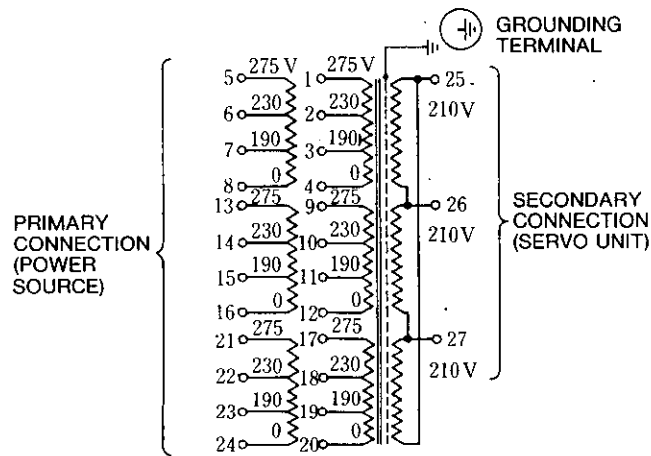 GROUNDING
TERMINAL
5 275 V 1 275 V 25
6 230 2 230 210V
7 190 3 190
8 0 4 0
13 275 9 275 26
14 230 10 230 210V
15 190 11 190
16 0 12 0
21 275 17 275 27
22 230 18 230 210V
23 190 19 190
24 0 20 0
PRIMARY
CONNECTION
(POWER
SOURCE)
SECONDARY
CONNECTION
(SERVO UNIT)